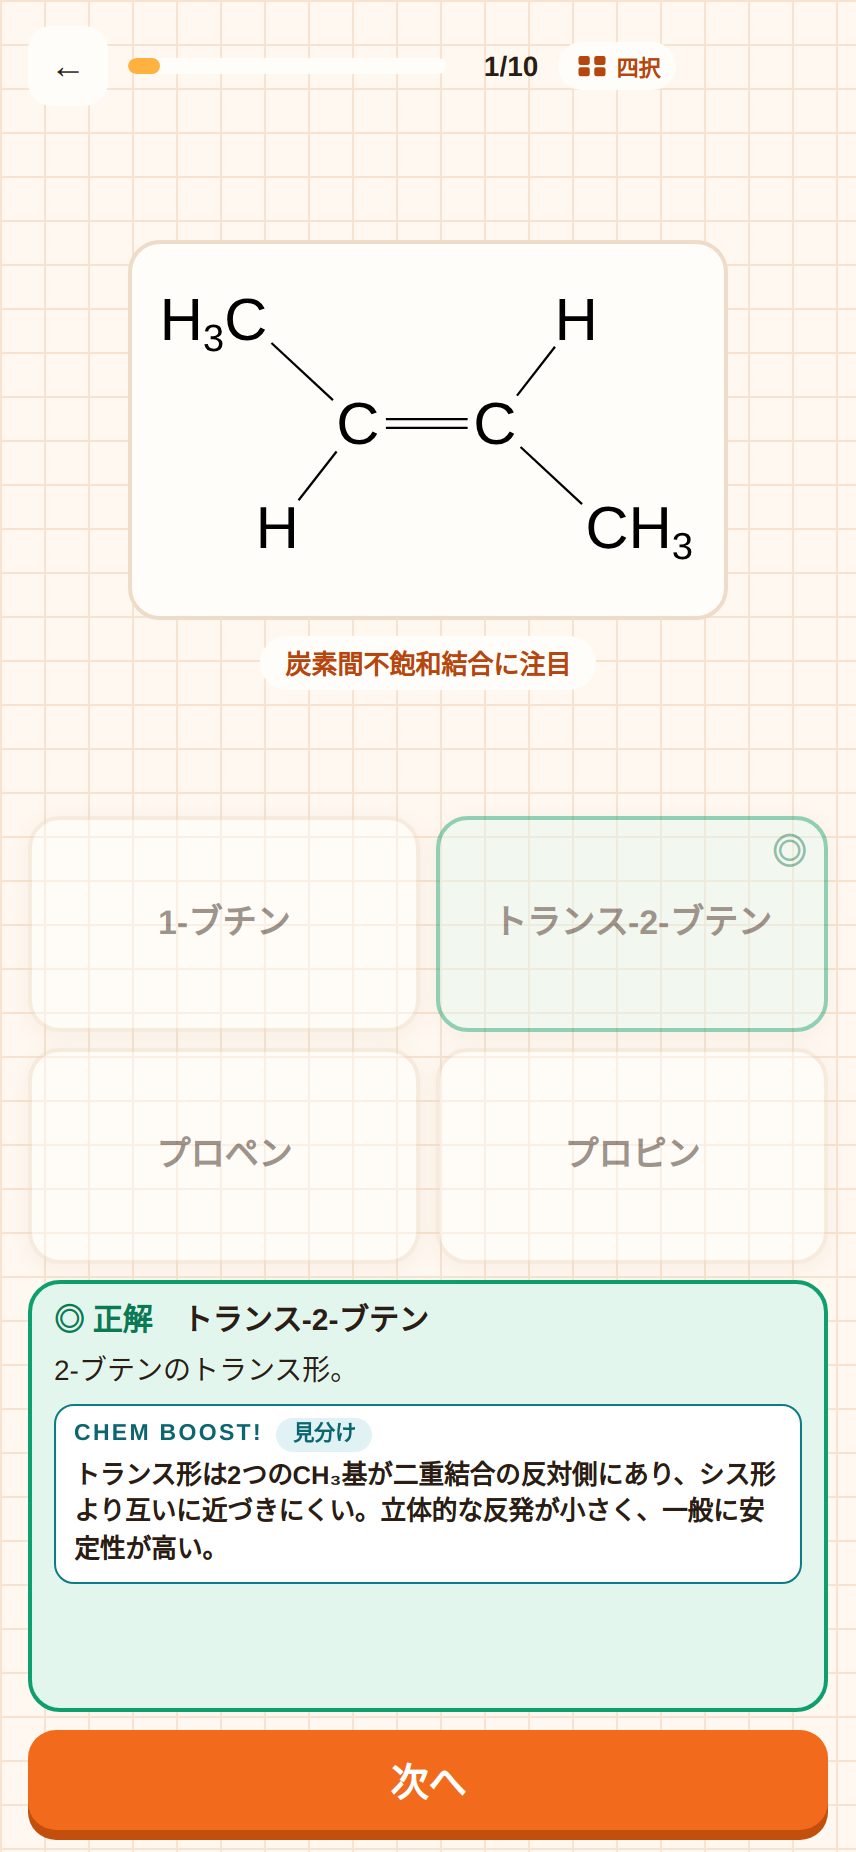 ←
1/10
四択
H₃C
H
C
C
H
CH₃
炭素間不飽和結合に注目
1-ブチン
◎
トランス-2-ブテン
プロペン
プロピン
◎ 正解 トランス-2-ブテン
2-ブテンのトランス形。
CHEM BOOST! 見分け
トランス形は2つのCH₃基が二重結合の反対側にあり、シス形
より互いに近づきにくい。立体的な反発が小さく、一般に安
定性が高い。
次へ